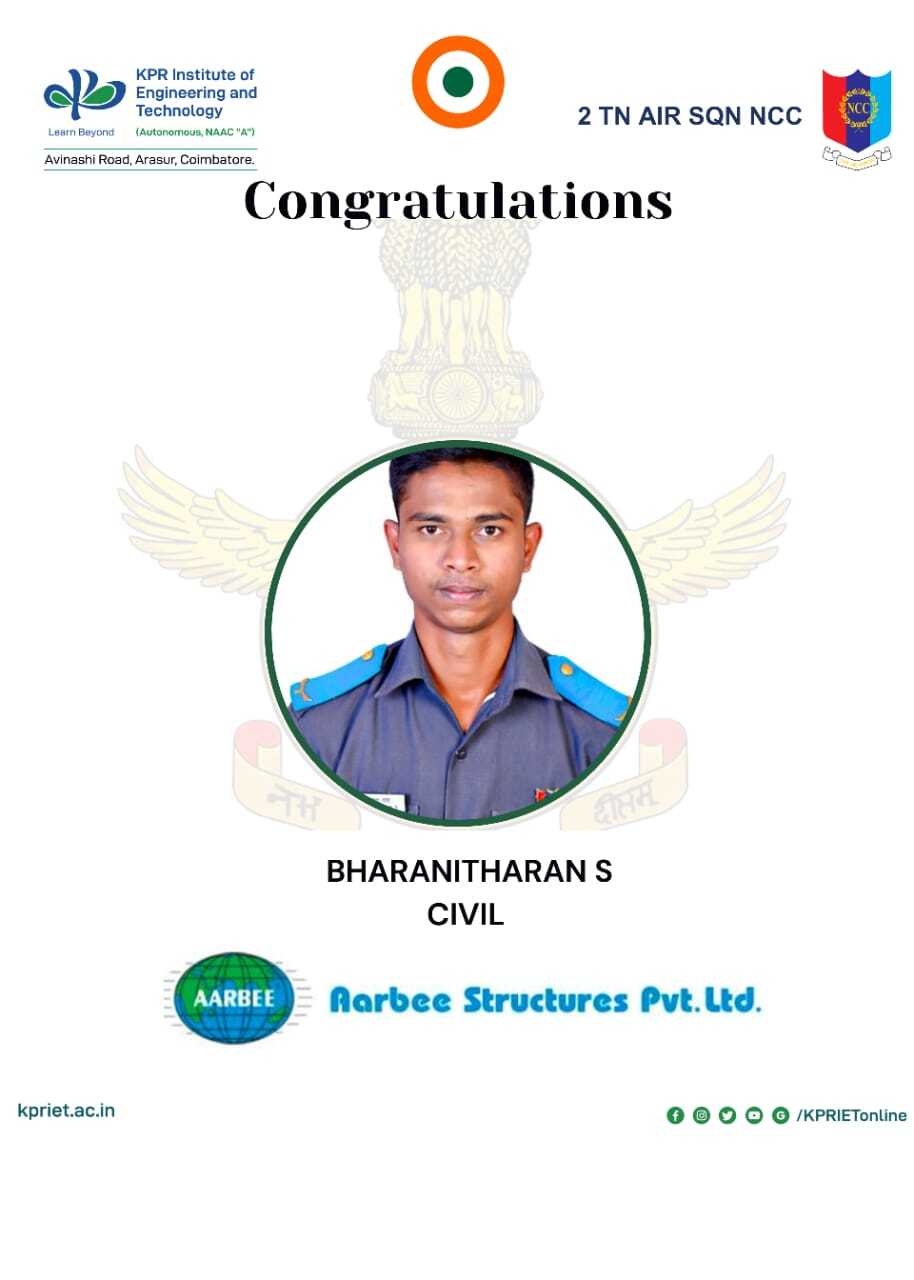 KPR Institute of
Engineering and
Technology
Learn Beyond
(Autonomous, NAAC "A")
Avinashi Road, Arasur, Coimbatore.
2 TN AIR SQN NCC
NCC
Congratulations
नभ
दीप्तम्
BHARANITHARAN S
CIVIL
AARBEE
Aarbee Structures Pvt. Ltd.
kpriet.ac.in
/KPRIETonline